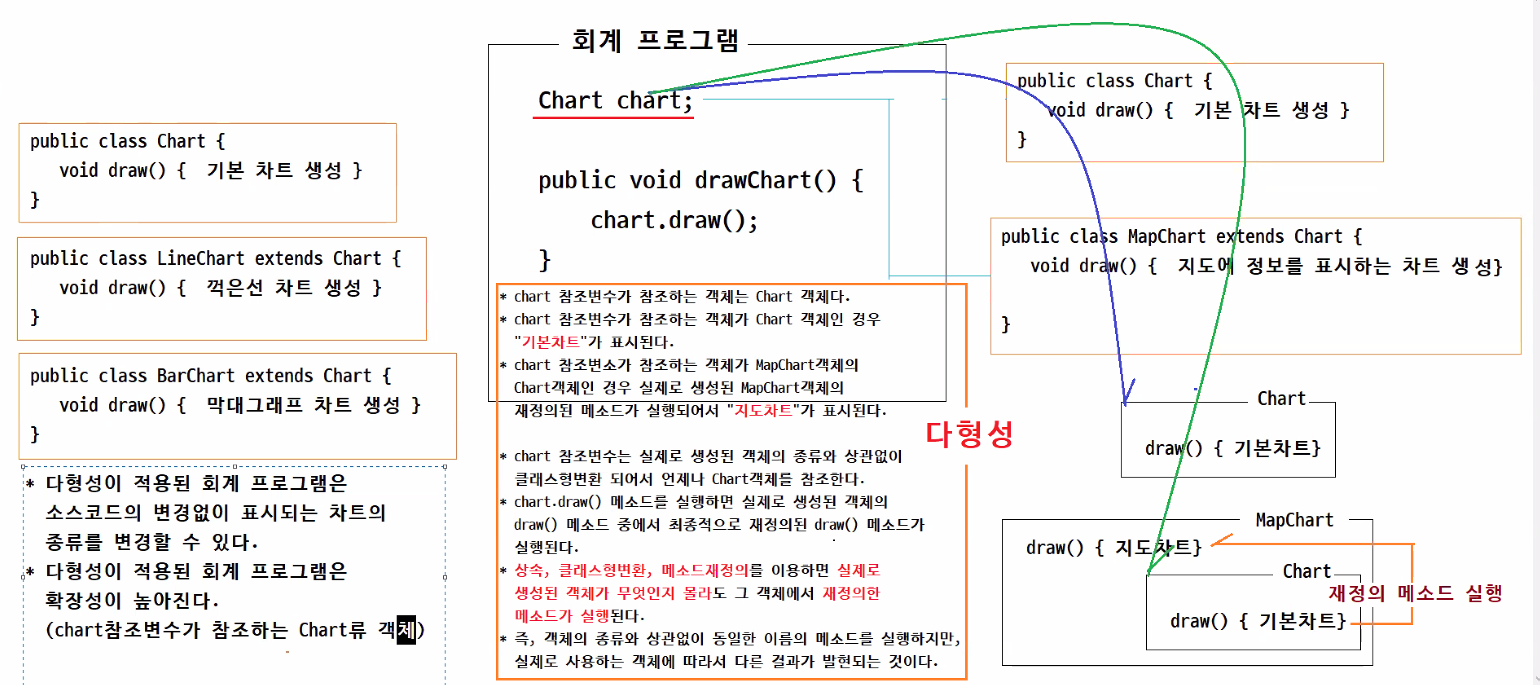 public class Chart {
void draw() {  기본 차트 생성 }
}
public class LineChart extends Chart {
void draw() {  꺽은선 차트 생성 }
}
public class BarChart extends Chart {
void draw() {  막대그래프 차트 생성 }
}
* 다형성이 적용된 회계 프로그램은
소스코드의 변경없이 표시되는 차트의
종류를 변경할 수 있다.
* 다형성이 적용된 회계 프로그램은
확장성이 높아진다.
(chart참조변수가 참조하는 Chart류 객체)
회계 프로그램
Chart chart;
public void drawChart() {
chart.draw();
}
* chart 참조변수가 참조하는 객체는 Chart 객체다.
* chart 참조변수가 참조하는 객체가 Chart 객체인 경우
"기본차트"가 표시된다.
* chart 참조변소가 참조하는 객체가 MapChart객체의
Chart객체인 경우 실제로 생성된 MapChart객체의
재정의된 메소드가 실행되어서 "지도차트"가 표시된다.
* chart 참조변수는 실제로 생성된 객체의 종류와 상관없이
클래스형변환 되어서 언제나 Chart객체를 참조한다.
* chart.draw() 메소드를 실행하면 실제로 생성된 객체의
draw() 메소드 중에서 최종적으로 재정의된 draw() 메소드가
실행된다.
* 상속, 클래스형변환, 메소드재정의를 이용하면 실제로
생성된 객체가 무엇인지 몰라도 그 객체에서 재정의한
메소드가 실행된다.
* 즉, 객체의 종류와 상관없이 동일한 이름의 메소드를 실행하지만,
실제로 사용하는 객체에 따라서 다른 결과가 발현되는 것이다.
다형성
public class Chart {
void draw() {  기본 차트 생성 }
}
public class MapChart extends Chart {
void draw() {  지도에 정보를 표시하는 차트 생성}
}
Chart
draw() { 기본차트}
MapChart
draw() { 지도차트}
Chart
재정의 메소드 실행
draw() { 기본차트}